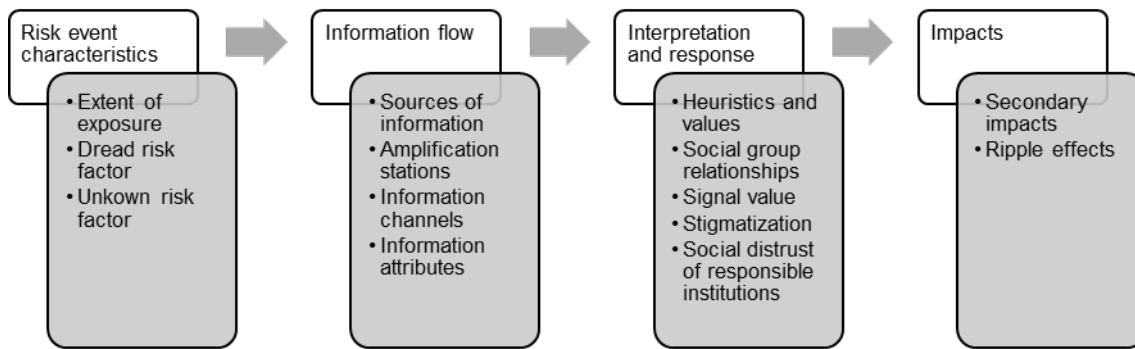 Risk event
characteristics
• Extent of
exposure
• Dread risk
factor
• Unkown risk
factor
Information flow
• Sources of
information
• Amplification
stations
• Information
channels
• Information
attributes
Interpretation
and response
• Heuristics and
values
• Social group
relationships
• Signal value
• Stigmatization
• Social distrust
of responsible
institutions
Impacts
• Secondary
impacts
• Ripple effects